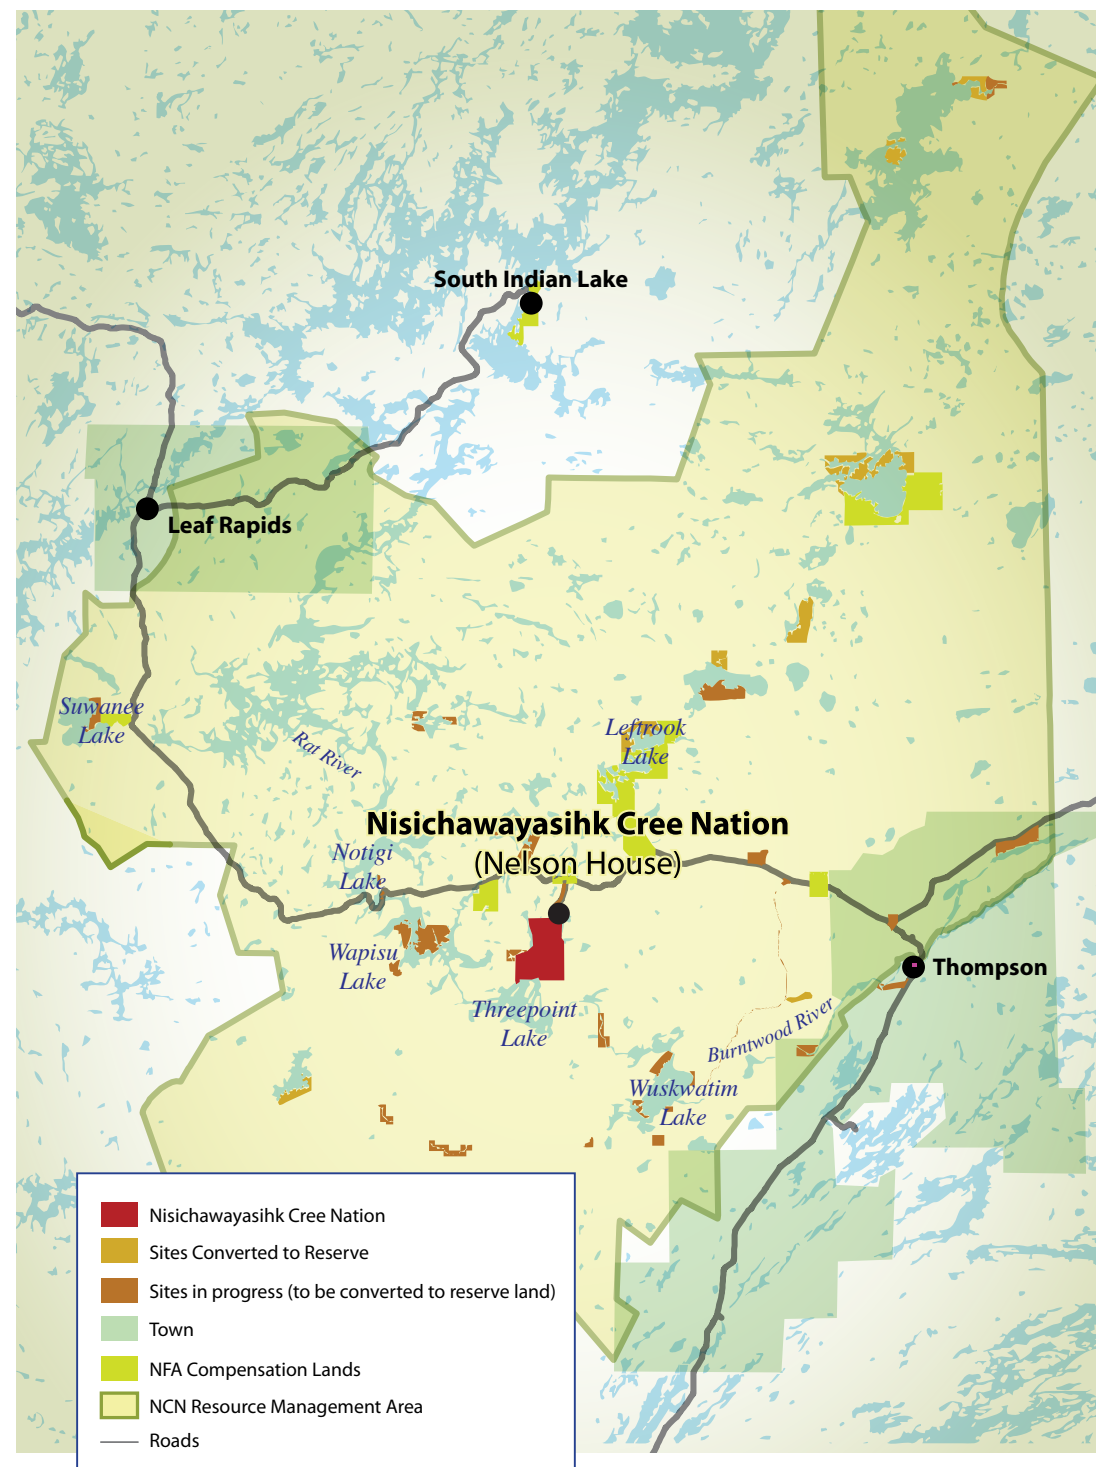 South Indian Lake
Leaf Rapids
Suwanee
Lake
Rat River
Leftrook
Lake
Nisichawayasihk Cree Nation
(Nelson House)
Notigi
Lake
Wapisu
Lake
Thompson
Threepoint
Lake
Burntwood River
Wuskwatim
Lake
Nisichawayasihk Cree Nation
Sites Converted to Reserve
Sites in progress (to be converted to reserve land)
Town
NFA Compensation Lands
NCN Resource Management Area
Roads